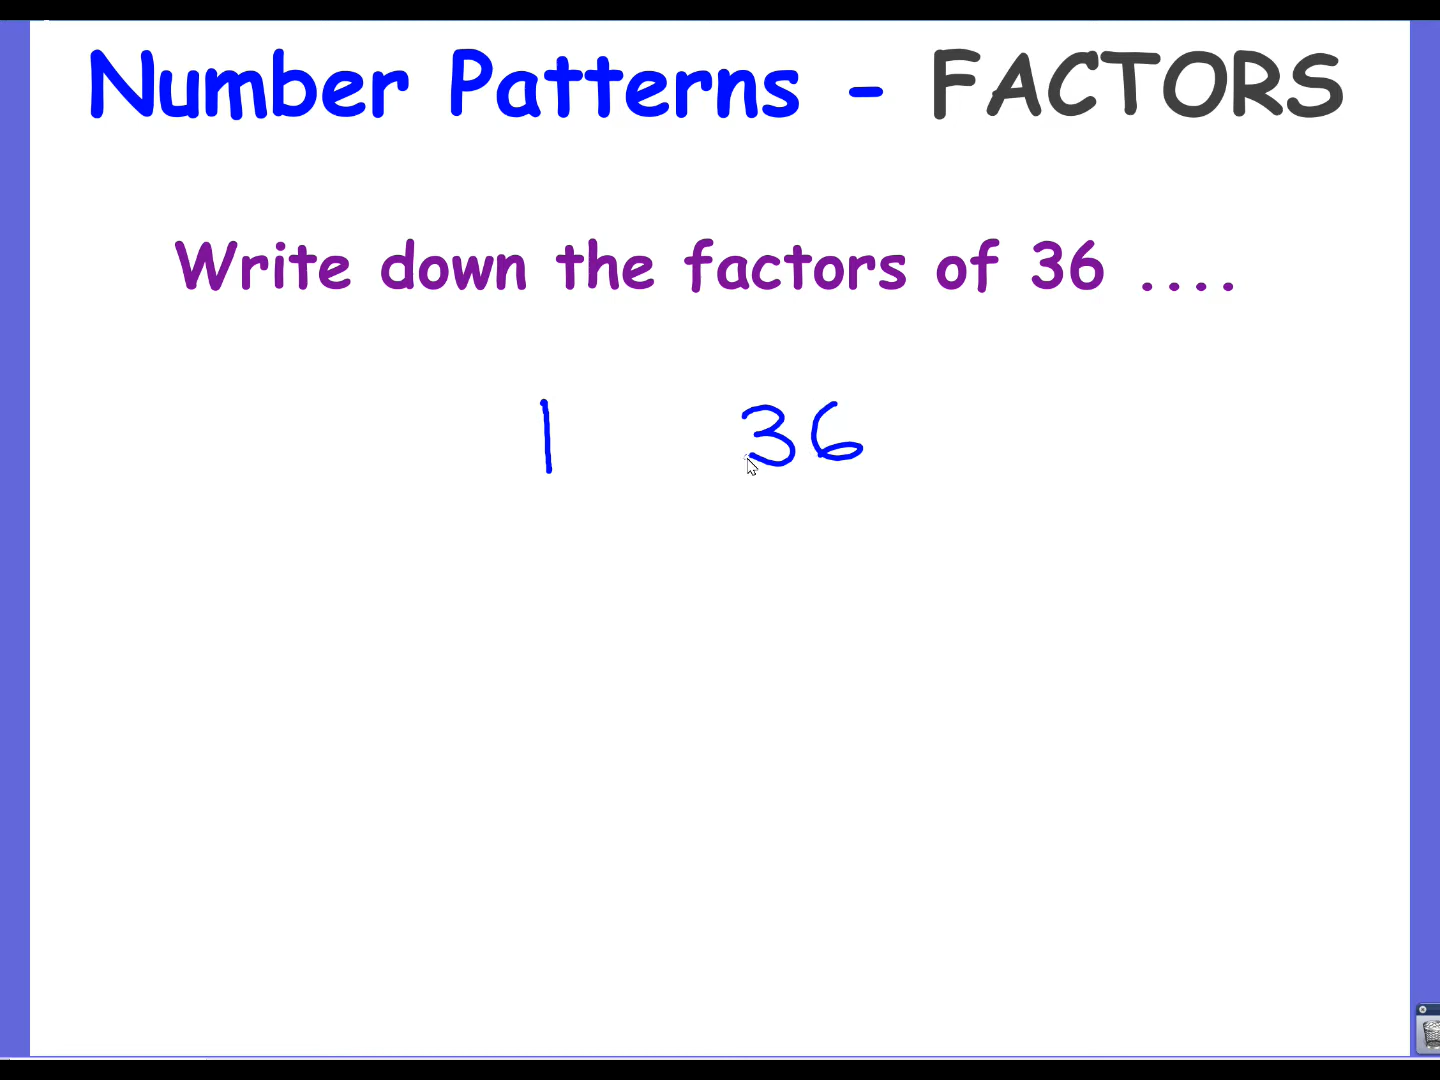 Number Patterns - FACTORS
Write down the factors of 36 ....
1 36